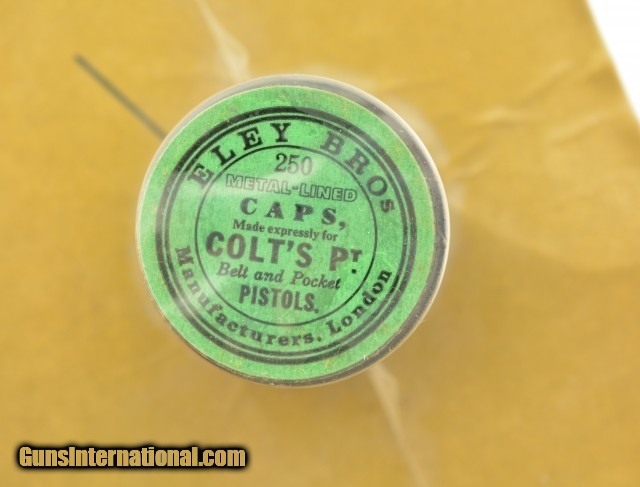 ELEY BROS
250
METAL-LINED
CAPS,
Made expressly for
COLT'S PT.
Belt and Pocket
PISTOLS.
Manufacturers, London
GunsInternational.com